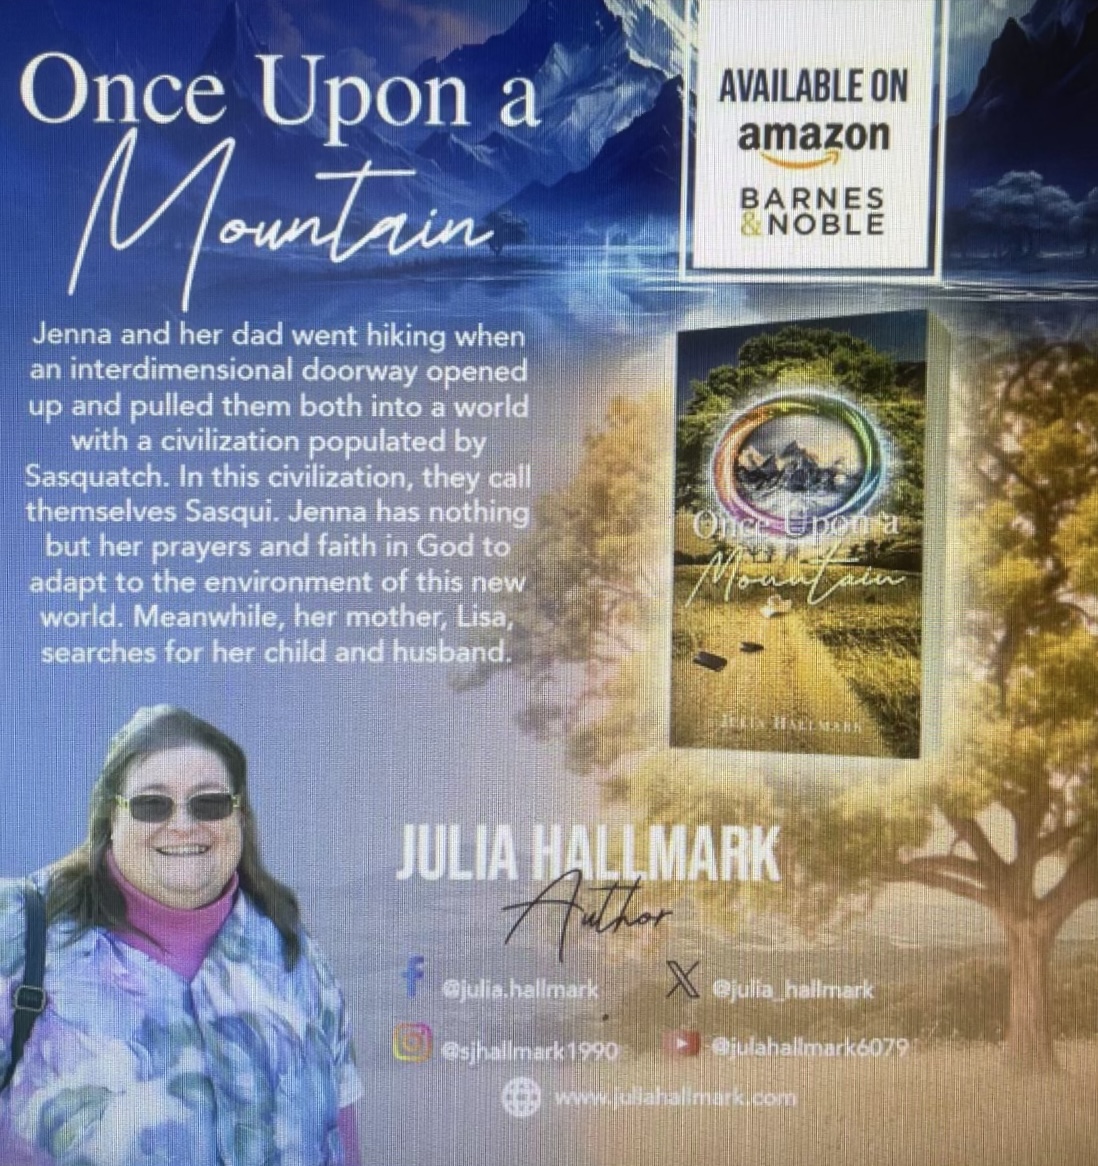 Once Upon a
Mountain
AVAILABLE ON
amazon
BARNES
&NOBLE
Jenna and her dad went hiking when
an interdimensional doorway opened
up and pulled them both into a world
with a civilization populated by
Sasquatch. In this civilization, they call
themselves Sasqui. Jenna has nothing
but her prayers and faith in God to
adapt to the environment of this new
world. Meanwhile, her mother, Lisa,
searches for her child and husband.
Once Upon a
Mountain
JULIA HALLMARK
JULIA HALLMARK
Author
@julia.hallmark
@julia_hallmark
@sjhallmark1990
@julahallmark6079
www.juliahallmark.com